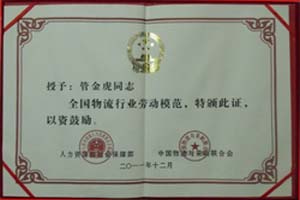 授予：管金虎同志
全国物流行业劳动模范，特颁此证，
以资鼓励。
人力资源和社会保障部 中国物流与采购联合会
二○一一年十二月